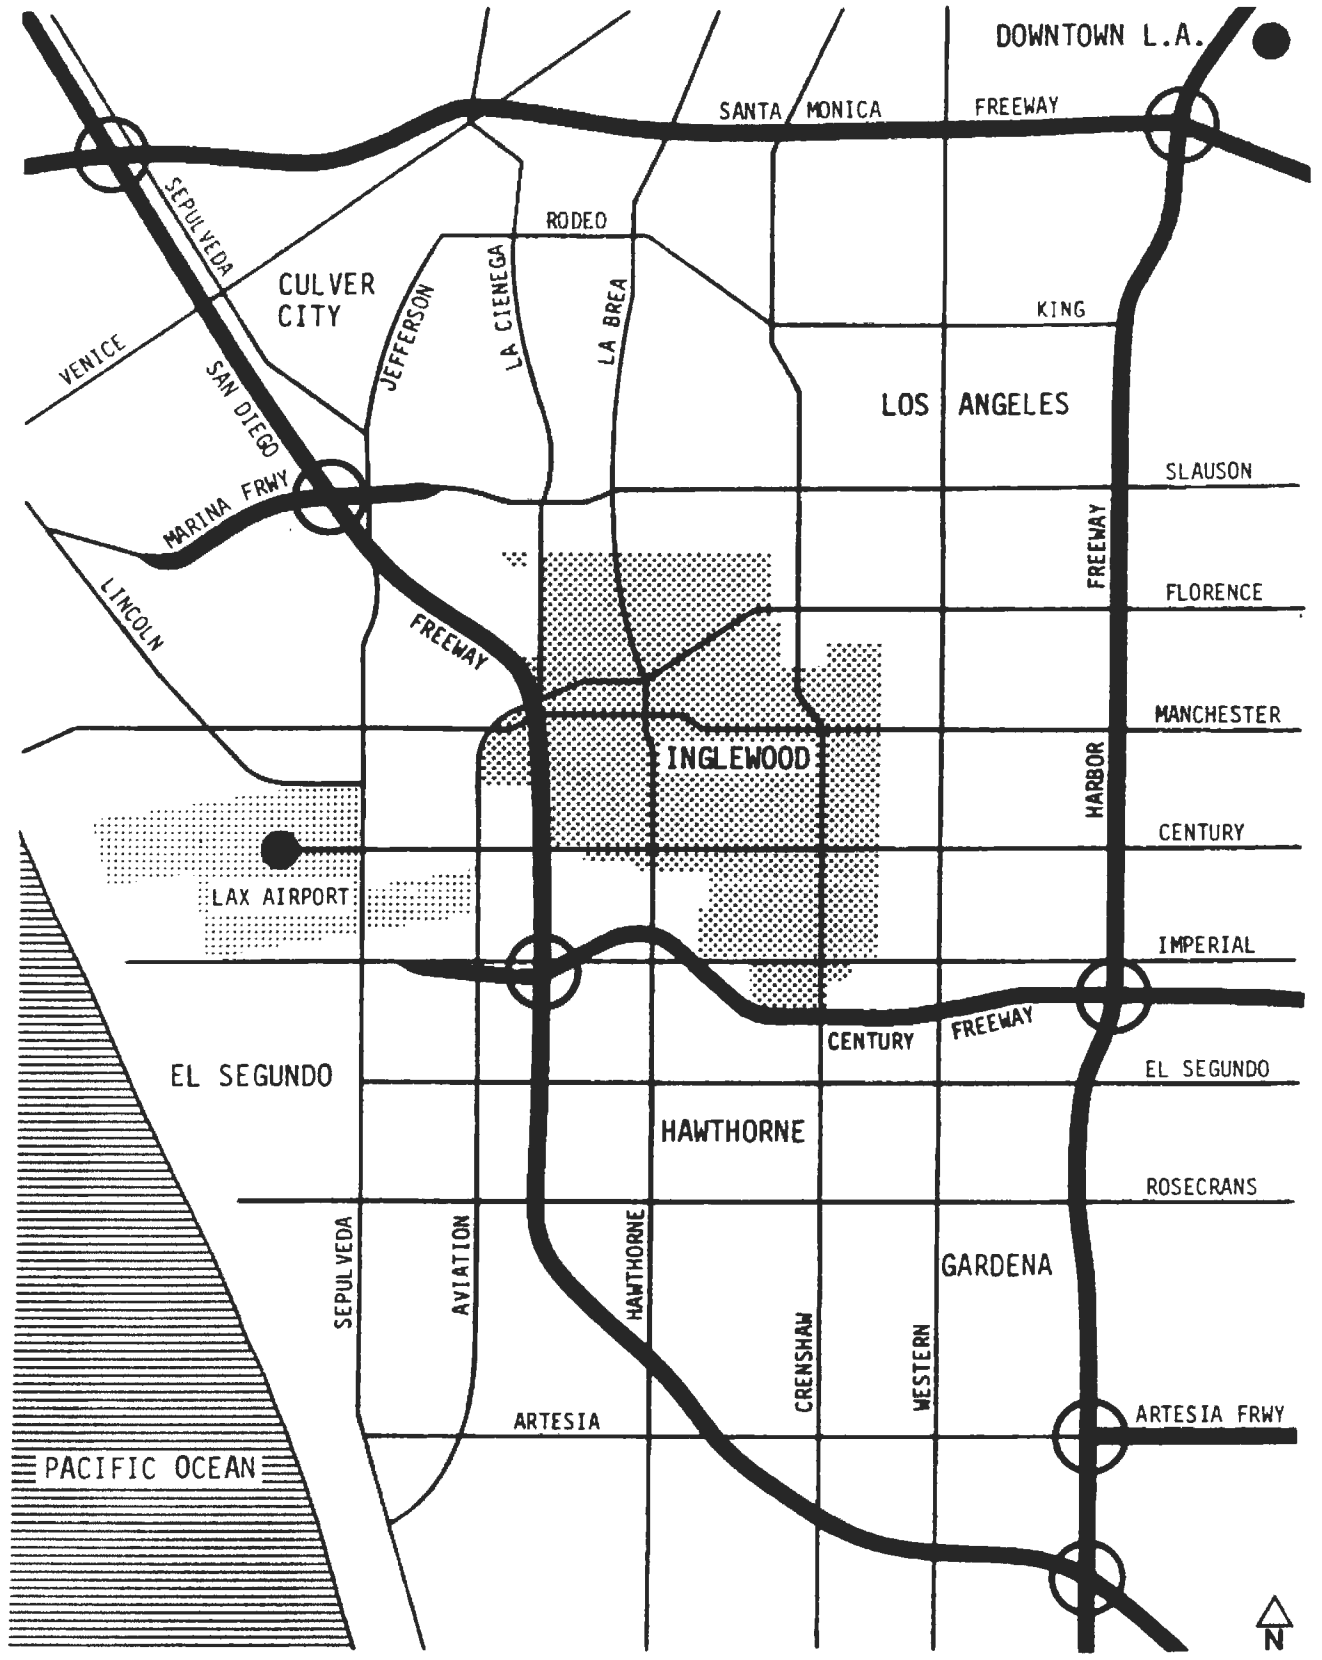 DOWNTOWN L.A.
SANTA MONICA FREEWAY
SEPULVEDA
RODEO
CULVER
CITY
JEFFERSON
LA CIENEGA
LA BREA
KING
VENICE
SAN DIEGO
LOS ANGELES
MARINA FRWY
SLAUSON
FREEWAY
LINCOLN
FLORENCE
FREEWAY
MANCHESTER
INGLEWOOD
HARBOR
CENTURY
LAX AIRPORT
IMPERIAL
CENTURY FREEWAY
EL SEGUNDO
EL SEGUNDO
HAWTHORNE
ROSECRANS
SEPULVEDA
AVIATION
HAWTHORNE
GARDENA
CRENSHAW
WESTERN
ARTESIA
ARTESIA FRWY
PACIFIC OCEAN
N